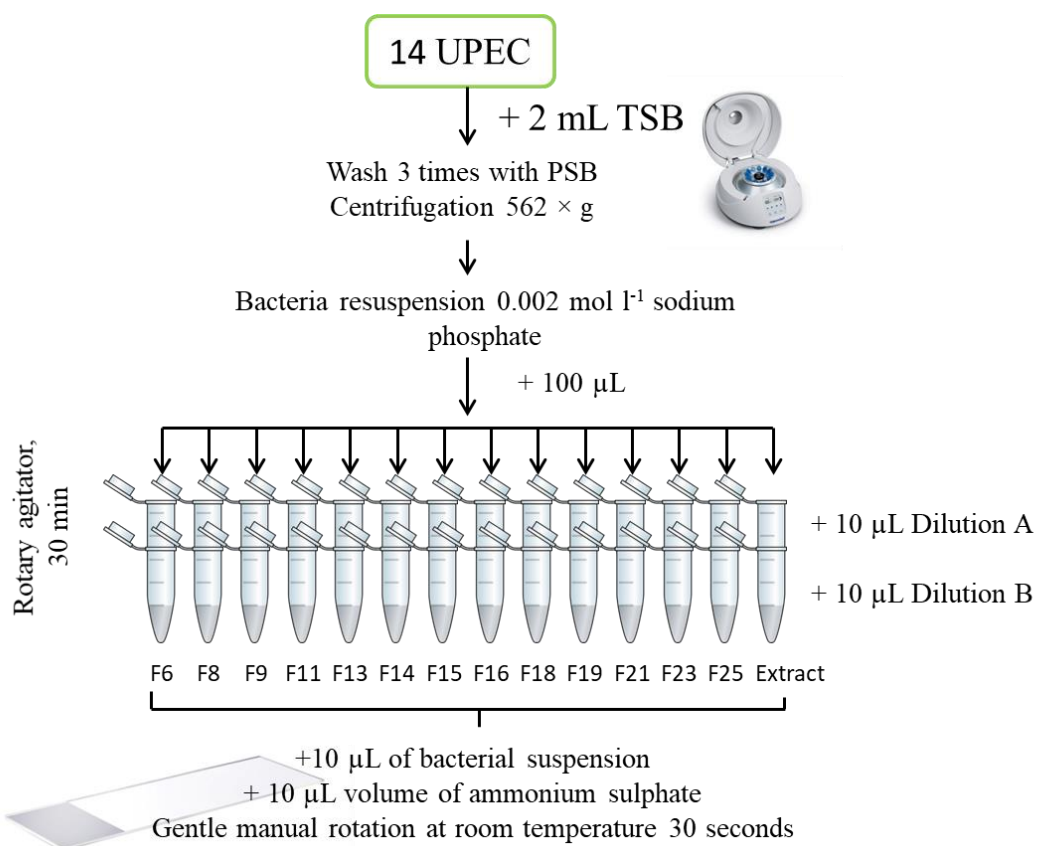 14 UPEC
+ 2 mL TSB
Wash 3 times with PSB
Centrifugation 562 × g
Bacteria resuspension 0.002 mol l⁻¹ sodium
phosphate
+ 100 µL
Rotary agitator,
30 min
+ 10 µL Dilution A
+ 10 µL Dilution B
F6 F8 F9 F11 F13 F14 F15 F16 F18 F19 F21 F23 F25 Extract
+10 µL of bacterial suspension
+ 10 µL volume of ammonium sulphate
Gentle manual rotation at room temperature 30 seconds